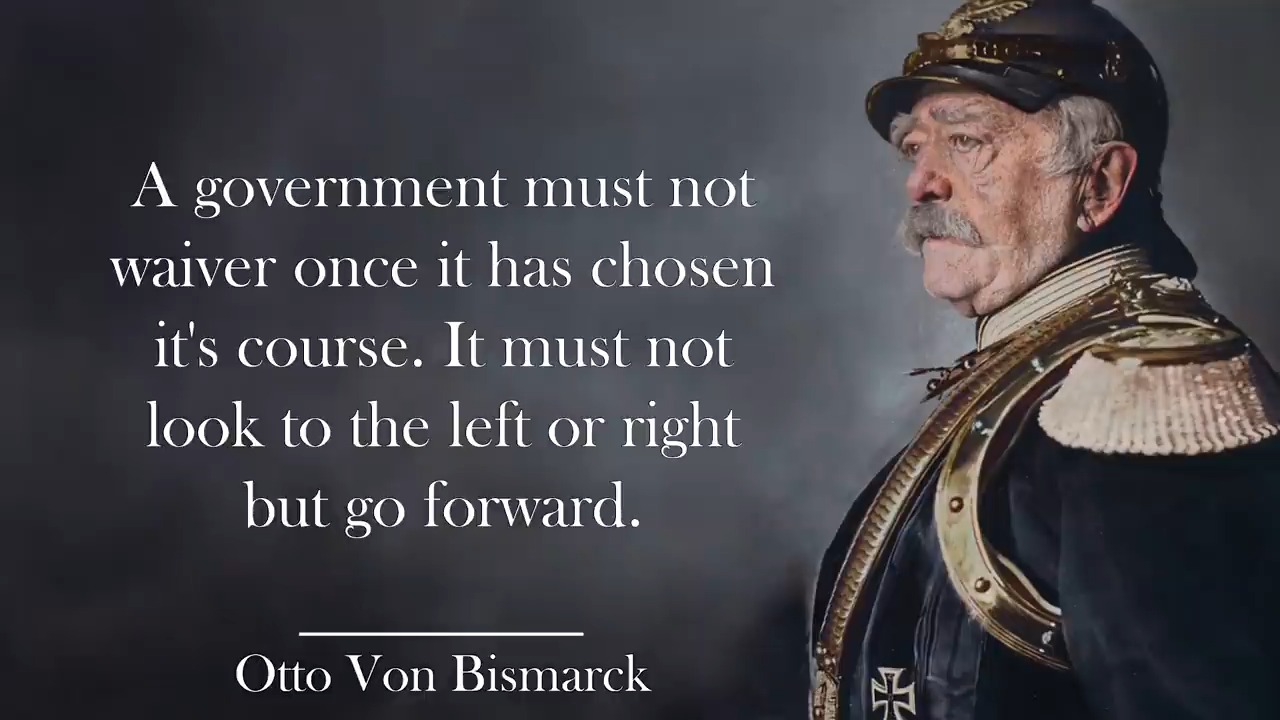 A government must not
waiver once it has chosen
it's course. It must not
look to the left or right
but go forward.
Otto Von Bismarck